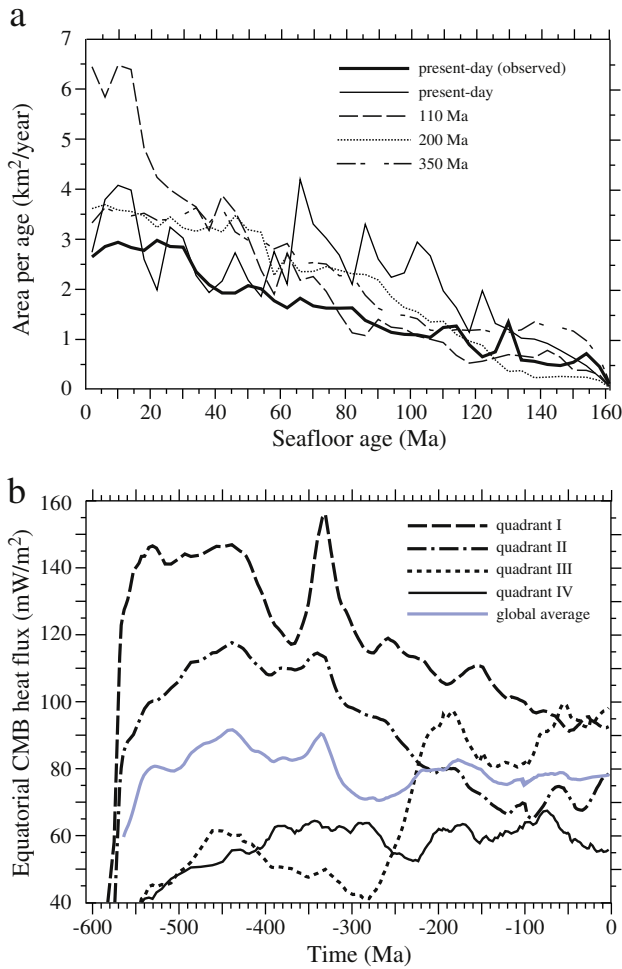 a
Area per age (km²/year)
7
6
5
4
3
2
1
0
present-day (observed)
present-day
110 Ma
200 Ma
350 Ma
0 20 40 60 80 100 120 140 160
Seafloor age (Ma)
b
Equatorial CMB heat flux (mW/m²)
160
140
120
100
80
60
40
quadrant I
quadrant II
quadrant III
quadrant IV
global average
-600 -500 -400 -300 -200 -100 0
Time (Ma)